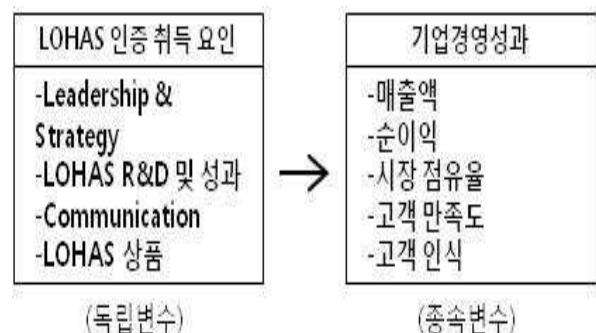 LOHAS 인증 취득 요인
-Leadership &
Strategy
-LOHAS R&D 및 성과
-Communication
-LOHAS 상품
(독립변수)
기업경영성과
-매출액
-순이익
-시장 점유율
-고객 만족도
-고객 인식
(종속변수)